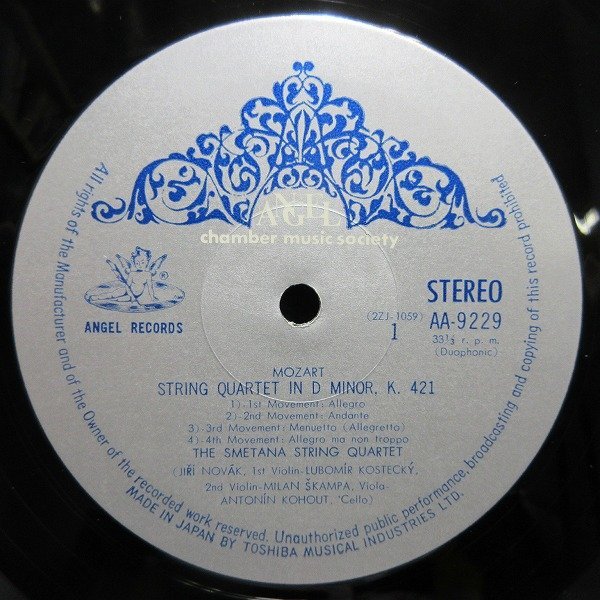 ANGEL
chamber music society
ANGEL RECORDS
STEREO
(2ZJ-1059)
1
AA-9229
33⅓ r. p. m.
(Duophonic)
MOZART
STRING QUARTET IN D MINOR, K. 421
1)-1st Movement: Allegro
2)-2nd Movement: Andante
3)-3rd Movement: Menuetto (Allegretta)
4)-4th Movement: Allegro ma non troppo
THE SMETANA STRING QUARTET
(JIŘÍ NOVÁK, 1st Violin-LUBOMÍR KOSTECKÝ,
2nd Violin-MILAN ŠKAMPA, Viola-
ANTONÍN KOHOUT, 'Cello)
All rights of the Manufacturer and of the Owner of the recorded work reserved. Unauthorized public performance, broadcasting and copying of this record prohibited
MADE IN JAPAN BY TOSHIBA MUSICAL INDUSTRIES LTD.